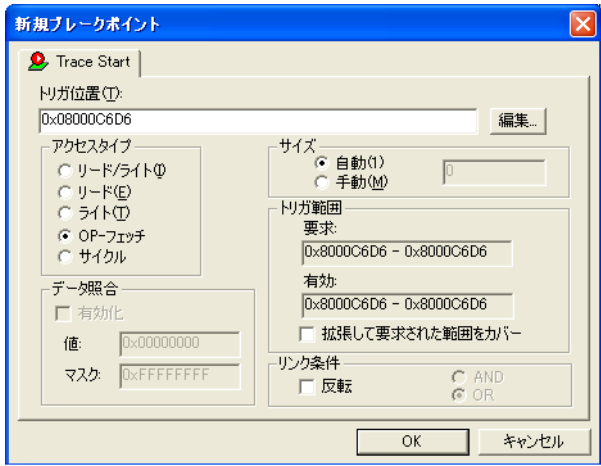 新規ブレークポイント
Trace Start
トリガ位置(T):
0x08000C6D6
編集...
アクセスタイプ
リード/ライト(I)
リード(E)
ライト(T)
OP-フェッチ
サイクル
サイズ
自動(1)
手動(M)
0
トリガ範囲
要求:
0x8000C6D6 - 0x8000C6D6
有効:
0x8000C6D6 - 0x8000C6D6
拡張して要求された範囲をカバー
データ照合
有効化
値:
0x00000000
マスク:
0xFFFFFFFF
リンク条件
反転
AND
OR
OK
キャンセル